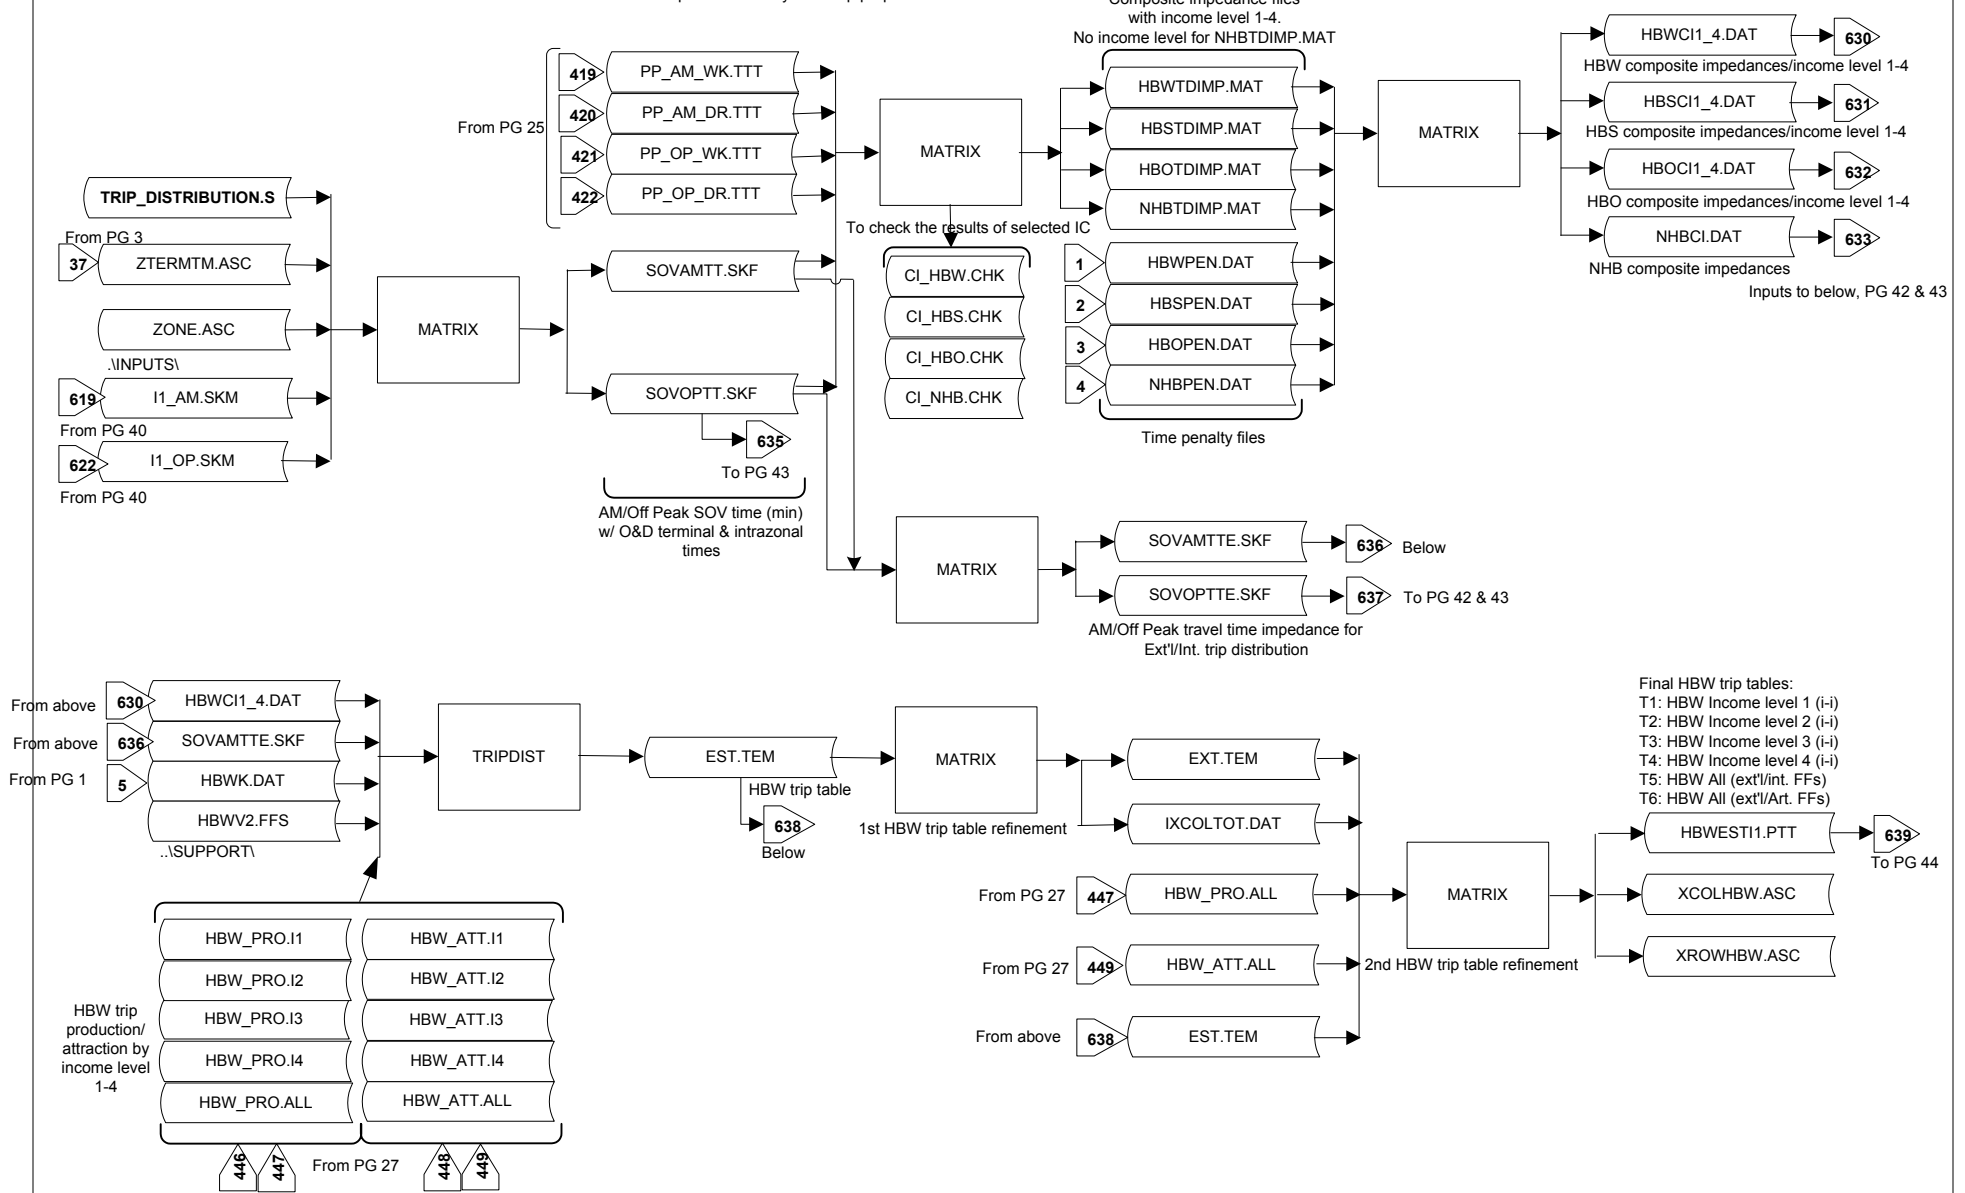 with income level 1-4.
No income level for NHBTDIMP.MAT
From PG 25
419
PP_AM_WK.TTT
420
PP_AM_DR.TTT
421
PP_OP_WK.TTT
422
PP_OP_DR.TTT
TRIP_DISTRIBUTION.S
From PG 3
37
ZTERMTM.ASC
ZONE.ASC
.\INPUTS\
619
I1_AM.SKM
From PG 40
622
I1_OP.SKM
From PG 40
MATRIX
SOVAMTT.SKF
SOVOPTT.SKF
635
To PG 43
AM/Off Peak SOV time (min)
w/ O&D terminal & intrazonal
times
MATRIX
To check the results of selected IC
CI_HBW.CHK
CI_HBS.CHK
CI_HBO.CHK
CI_NHB.CHK
HBWTDIMP.MAT
HBSTDIMP.MAT
HBOTDIMP.MAT
NHBTDIMP.MAT
1
HBWPEN.DAT
2
HBSPEN.DAT
3
HBOPEN.DAT
4
NHBPEN.DAT
Time penalty files
MATRIX
HBWCI1_4.DAT
630
HBW composite impedances/income level 1-4
HBSCI1_4.DAT
631
HBS composite impedances/income level 1-4
HBOCI1_4.DAT
632
HBO composite impedances/income level 1-4
NHBCI.DAT
633
NHB composite impedances
Inputs to below, PG 42 & 43
MATRIX
SOVAMTTE.SKF
636
Below
SOVOPTTE.SKF
637
To PG 42 & 43
AM/Off Peak travel time impedance for
Ext'l/Int. trip distribution
From above
630
HBWCI1_4.DAT
From above
636
SOVAMTTE.SKF
From PG 1
5
HBWK.DAT
HBWV2.FFS
..\SUPPORT\
TRIPDIST
EST.TEM
HBW trip table
638
Below
MATRIX
1st HBW trip table refinement
EXT.TEM
IXCOLTOT.DAT
From PG 27
447
HBW_PRO.ALL
From PG 27
449
HBW_ATT.ALL
From above
638
EST.TEM
MATRIX
2nd HBW trip table refinement
Final HBW trip tables:
T1: HBW Income level 1 (i-i)
T2: HBW Income level 2 (i-i)
T3: HBW Income level 3 (i-i)
T4: HBW Income level 4 (i-i)
T5: HBW All (ext'l/int. FFs)
T6: HBW All (ext'l/Art. FFs)
HBWESTI1.PTT
639
To PG 44
XCOLHBW.ASC
XROWHBW.ASC
HBW trip
production/
attraction by
income level
1-4
HBW_PRO.I1
HBW_ATT.I1
HBW_PRO.I2
HBW_ATT.I2
HBW_PRO.I3
HBW_ATT.I3
HBW_PRO.I4
HBW_ATT.I4
HBW_PRO.ALL
HBW_ATT.ALL
446
447
From PG 27
448
449